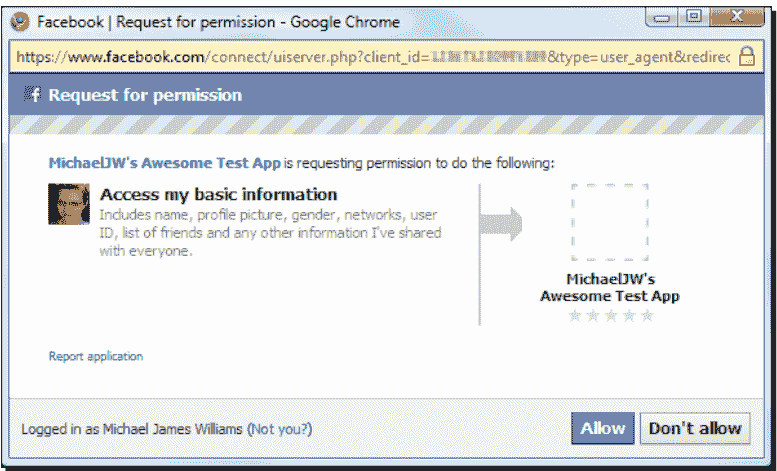 Facebook | Request for permission - Google Chrome
https://www.facebook.com/connect/uiserver.php?client_id= &type=user_agent&redirec
f Request for permission
MichaelJW's Awesome Test App is requesting permission to do the following:
Access my basic information
Includes name, profile picture, gender, networks, user
ID, list of friends and any other information I've shared
with everyone.
MichaelJW's
Awesome Test App
Report application
Logged in as Michael James Williams (Not you?)
Allow
Don't allow